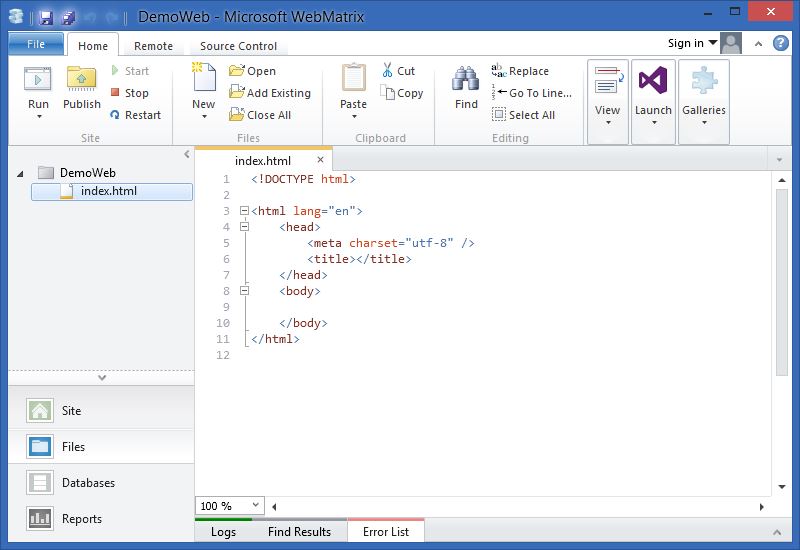 DemoWeb - Microsoft WebMatrix
File Home Remote Source Control Sign in
Run
Publish
Start
Stop
Restart
Site
New
Open
Add Existing
Close All
Files
Paste
Cut
Copy
Clipboard
Find
Replace
Go To Line...
Select All
Editing
View
Launch
Galleries
DemoWeb
index.html
Site
Files
Databases
Reports
index.html
1 <!DOCTYPE html>
2
3 <html lang="en">
4 <head>
5 <meta charset="utf-8" />
6 <title></title>
7 </head>
8 <body>
9
10 </body>
11 </html>
12
100 %
Logs Find Results Error List